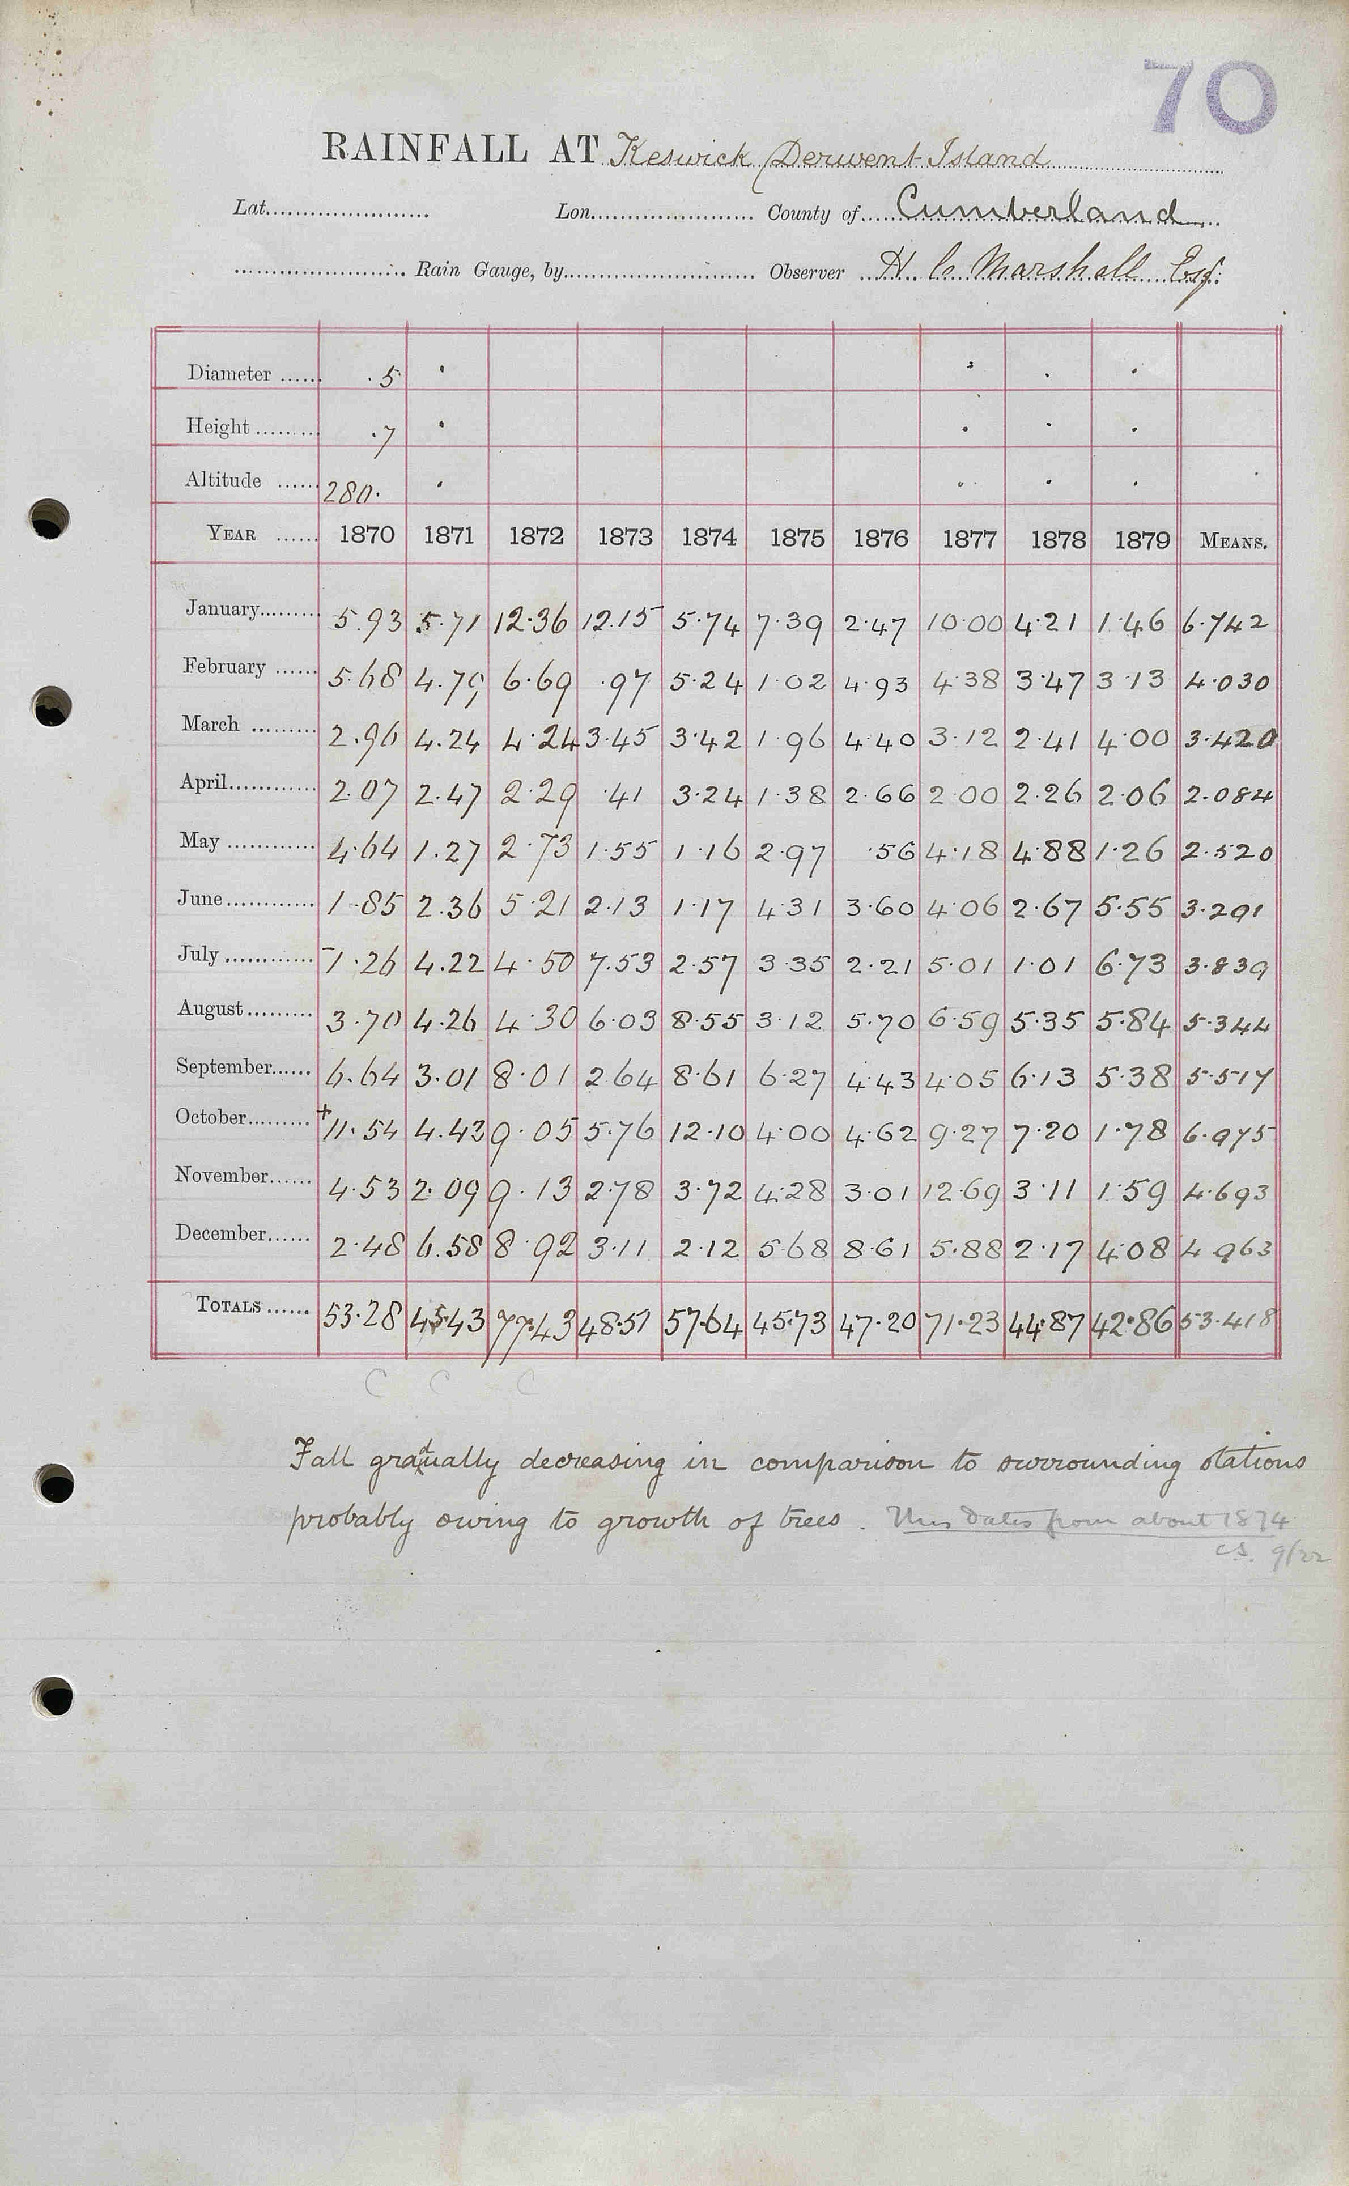 70
RAINFALL AT Keswick (Derwent Island
Lat. Lon. County of Cumberland
Rain Gauge, by Observer H. C. Marshall Esq:
Diameter ...... .5
Height ......... .7
Altitude ...... 280.
YEAR ...... 1870 1871 1872 1873 1874 1875 1876 1877 1878 1879 MEANS.
January......... 5.93 5.71 12.36 12.15 5.74 7.39 2.47 10.00 4.21 1.46 6.742
February ...... 5.68 4.79 6.69 .97 5.24 1.02 4.93 4.38 3.47 3.13 4.030
March ......... 2.96 4.24 4.24 3.45 3.42 1.96 4.40 3.12 2.41 4.00 3.420
April............ 2.07 2.47 2.29 .41 3.24 1.38 2.66 2.00 2.26 2.06 2.084
May ............ 4.64 1.27 2.73 1.55 1.16 2.97 .56 4.18 4.88 1.26 2.520
June............ 1.85 2.36 5.21 2.13 1.17 4.31 3.60 4.06 2.67 5.55 3.291
July ............ -1.26 4.22 4.50 7.53 2.57 3.35 2.21 5.01 1.01 6.73 3.839
August......... 3.70 4.26 4.30 6.03 8.55 3.12 5.70 6.59 5.35 5.84 5.344
September...... 6.64 3.01 8.01 2.64 8.61 6.27 4.43 4.05 6.13 5.38 5.517
October......... +11.54 4.43 9.05 5.76 12.10 4.00 4.62 9.27 7.20 1.78 6.975
November...... 4.53 2.09 9.13 2.78 3.72 4.28 3.01 12.69 3.11 1.59 4.693
December...... 2.48 6.58 8.92 3.11 2.12 5.68 8.61 5.88 2.17 4.08 4.963
TOTALS ...... 53.28 45.43 77.43 48.51 57.64 45.73 47.20 71.23 44.87 42.86 53.418
C C C
Fall gradually decreasing in comparison to surrounding stations
probably owing to growth of trees. This dates from about 1874
c.S. 9/22